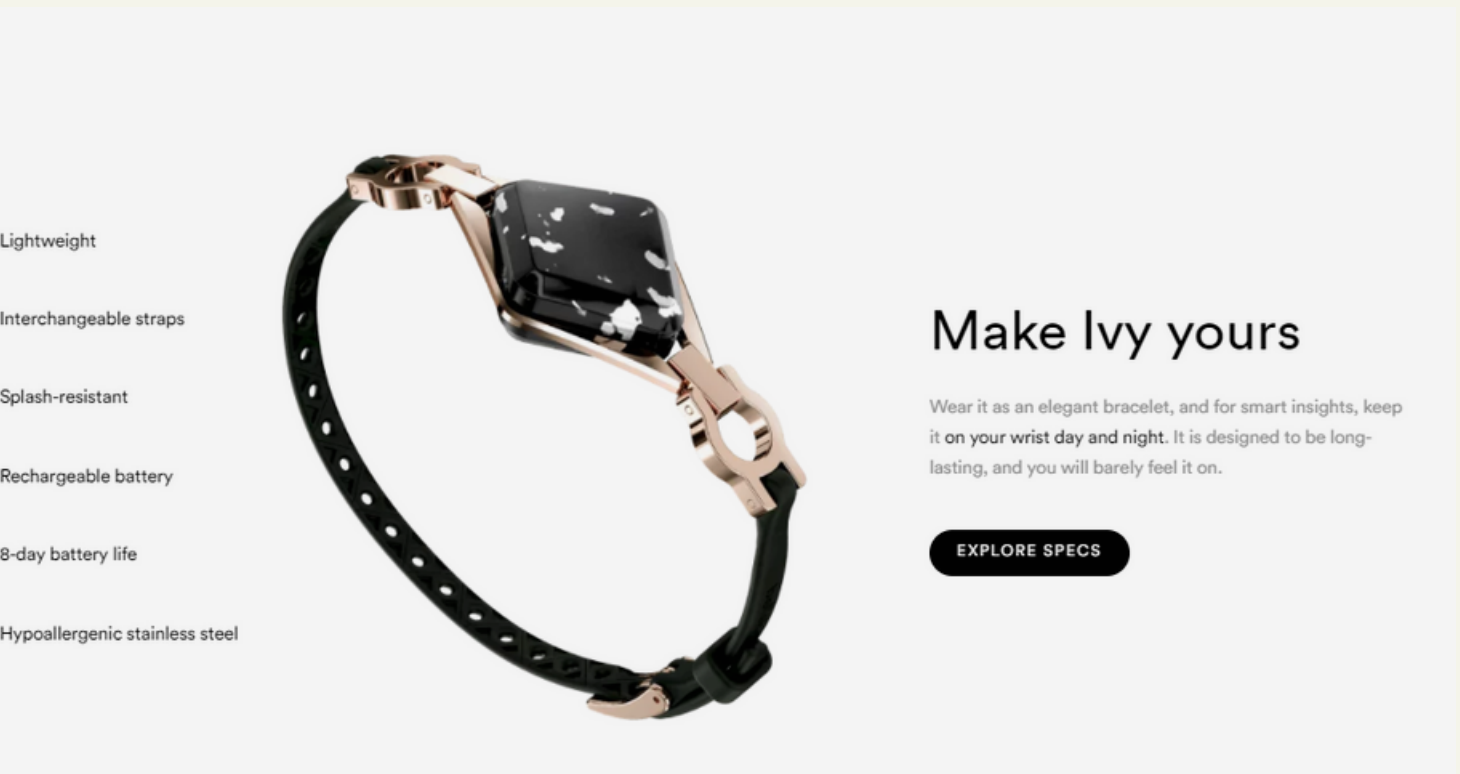 Lightweight
Interchangeable straps
Splash-resistant
Rechargeable battery
8-day battery life
Hypoallergenic stainless steel
Make Ivy yours
Wear it as an elegant bracelet, and for smart insights, keep
it on your wrist day and night. It is designed to be long-
lasting, and you will barely feel it on.
EXPLORE SPECS